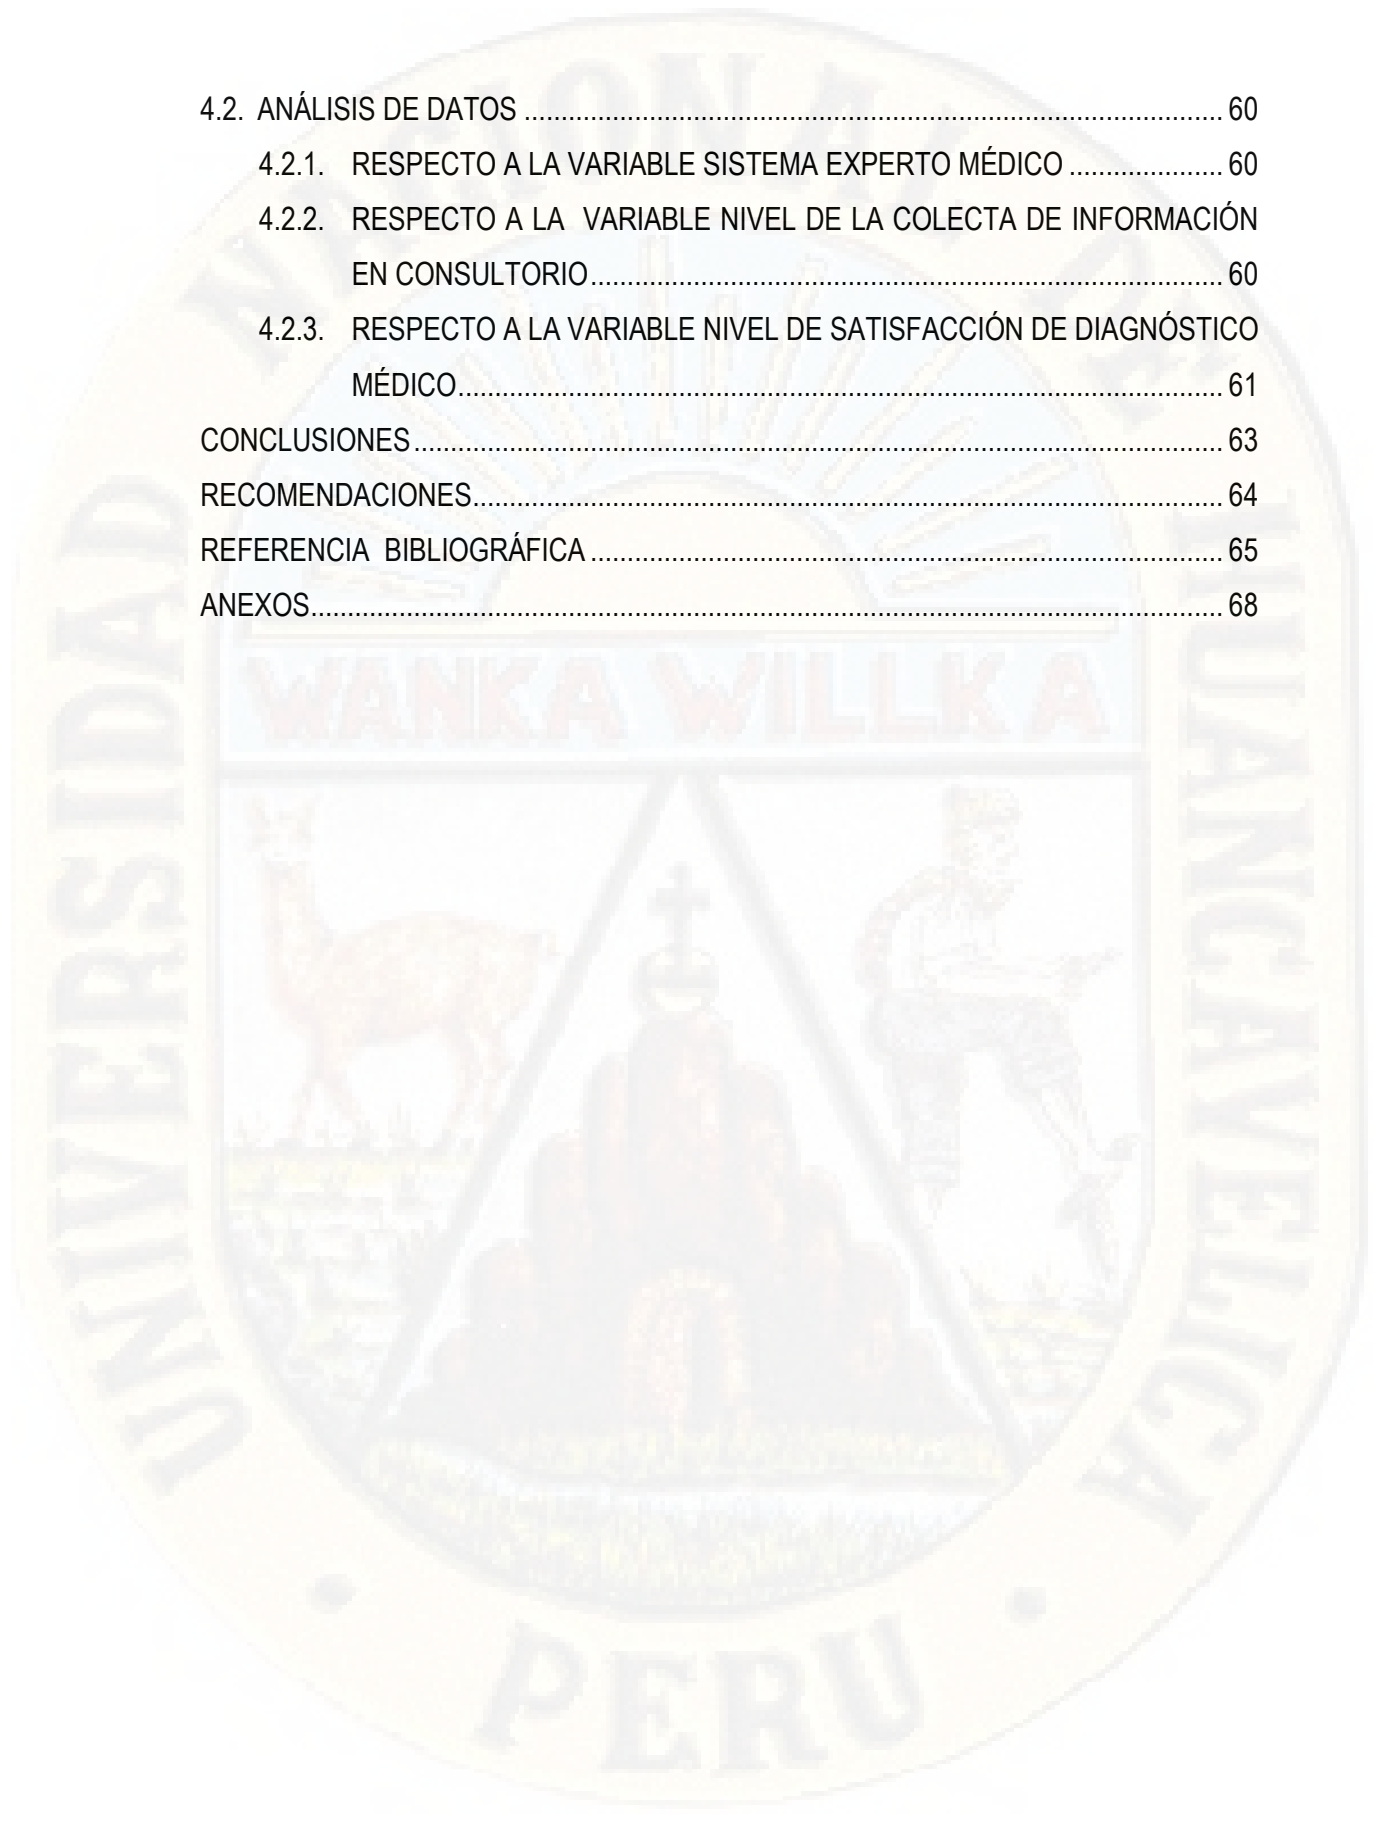 4.2. ANÁLISIS DE DATOS ........................................................................................ 60
4.2.1. RESPECTO A LA VARIABLE SISTEMA EXPERTO MÉDICO ..................... 60
4.2.2. RESPECTO A LA VARIABLE NIVEL DE LA COLECTA DE INFORMACIÓN
EN CONSULTORIO ................................................................................ 60
4.2.3. RESPECTO A LA VARIABLE NIVEL DE SATISFACCIÓN DE DIAGNÓSTICO
MÉDICO ................................................................................................ 61
CONCLUSIONES ...................................................................................................... 63
RECOMENDACIONES .............................................................................................. 64
REFERENCIA BIBLIOGRÁFICA ................................................................................ 65
ANEXOS ................................................................................................................... 68
UNIVERSIDAD NACIONAL DE HUANCAVELICA
WANKA WILLKA
PERU